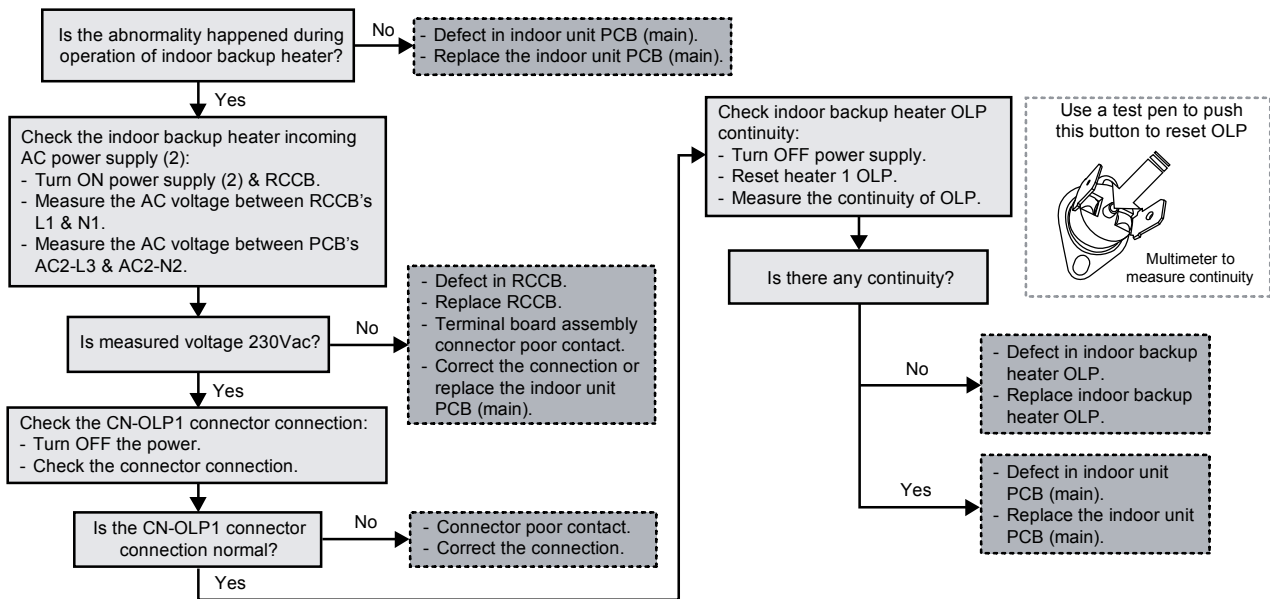 Is the abnormality happened during
operation of indoor backup heater?
No
- Defect in indoor unit PCB (main).
- Replace the indoor unit PCB (main).
Yes
Check the indoor backup heater incoming
AC power supply (2):
- Turn ON power supply (2) & RCCB.
- Measure the AC voltage between RCCB's
L1 & N1.
- Measure the AC voltage between PCB's
AC2-L3 & AC2-N2.
Is measured voltage 230Vac?
No
- Defect in RCCB.
- Replace RCCB.
- Terminal board assembly
connector poor contact.
- Correct the connection or
replace the indoor unit
PCB (main).
Yes
Check the CN-OLP1 connector connection:
- Turn OFF the power.
- Check the connector connection.
Is the CN-OLP1 connector
connection normal?
No
- Connector poor contact.
- Correct the connection.
Yes
Check indoor backup heater OLP
continuity:
- Turn OFF power supply.
- Reset heater 1 OLP.
- Measure the continuity of OLP.
Is there any continuity?
No
- Defect in indoor backup
heater OLP.
- Replace indoor backup
heater OLP.
Yes
- Defect in indoor unit
PCB (main).
- Replace the indoor unit
PCB (main).
Use a test pen to push
this button to reset OLP
Multimeter to
measure continuity